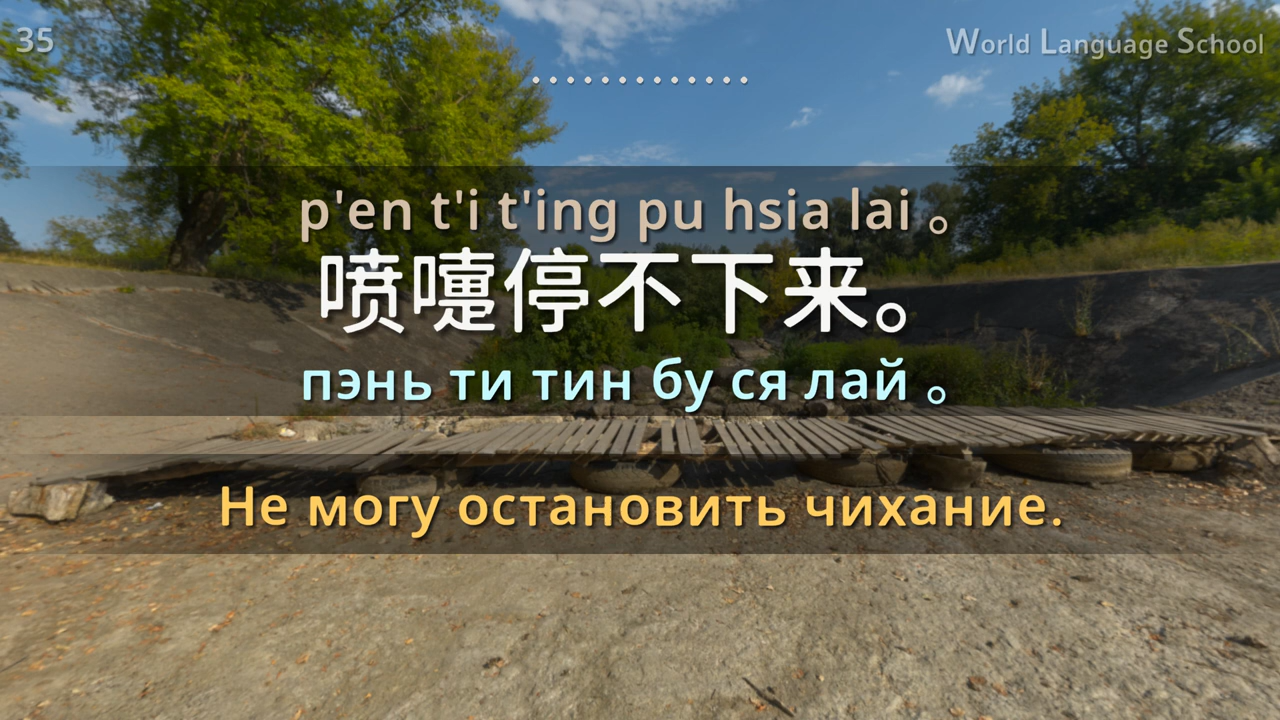 35
World Language School
p'en t'i t'ing pu hsia lai 。
喷嚏停不下来。
пэнь ти тин бу ся лай 。
Не могу остановить чихание.